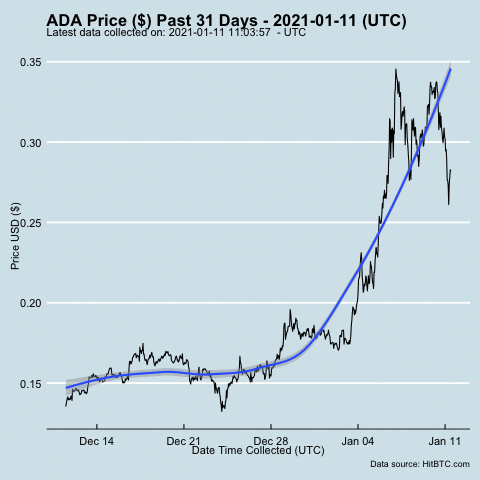 ADA Price ($) Past 31 Days - 2021-01-11 (UTC)
Latest data collected on: 2021-01-11 11:03:57 - UTC
0.35
0.30
0.25
0.20
0.15
Price USD ($)
Dec 14
Dec 21
Dec 28
Jan 04
Jan 11
Date Time Collected (UTC)
Data source: HitBTC.com